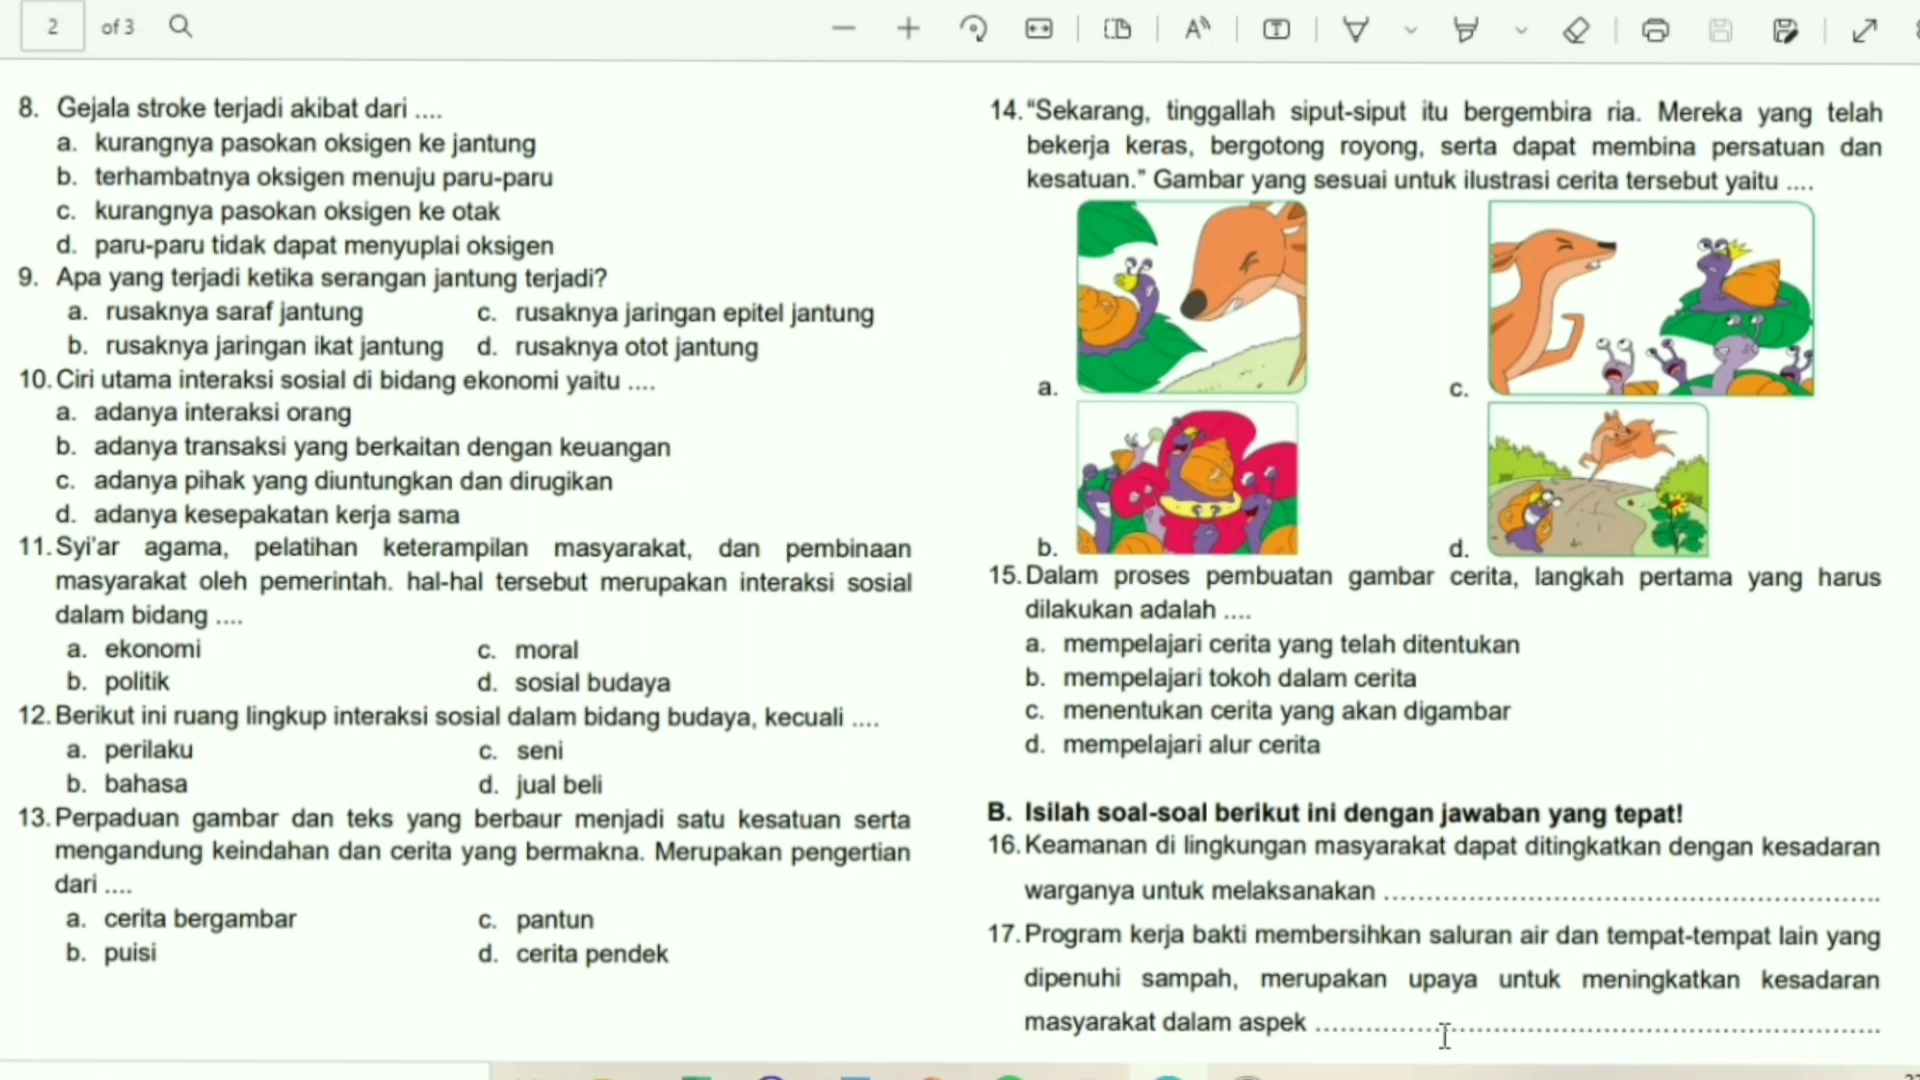 2 of 3
8. Gejala stroke terjadi akibat dari ....
a. kurangnya pasokan oksigen ke jantung
b. terhambatnya oksigen menuju paru-paru
c. kurangnya pasokan oksigen ke otak
d. paru-paru tidak dapat menyuplai oksigen
9. Apa yang terjadi ketika serangan jantung terjadi?
a. rusaknya saraf jantung c. rusaknya jaringan epitel jantung
b. rusaknya jaringan ikat jantung d. rusaknya otot jantung
10. Ciri utama interaksi sosial di bidang ekonomi yaitu ....
a. adanya interaksi orang
b. adanya transaksi yang berkaitan dengan keuangan
c. adanya pihak yang diuntungkan dan dirugikan
d. adanya kesepakatan kerja sama
11. Syi'ar agama, pelatihan keterampilan masyarakat, dan pembinaan
masyarakat oleh pemerintah. hal-hal tersebut merupakan interaksi sosial
dalam bidang ....
a. ekonomi c. moral
b. politik d. sosial budaya
12. Berikut ini ruang lingkup interaksi sosial dalam bidang budaya, kecuali ....
a. perilaku c. seni
b. bahasa d. jual beli
13. Perpaduan gambar dan teks yang berbaur menjadi satu kesatuan serta
mengandung keindahan dan cerita yang bermakna. Merupakan pengertian
dari ....
a. cerita bergambar c. pantun
b. puisi d. cerita pendek
14. "Sekarang, tinggallah siput-siput itu bergembira ria. Mereka yang telah
bekerja keras, bergotong royong, serta dapat membina persatuan dan
kesatuan." Gambar yang sesuai untuk ilustrasi cerita tersebut yaitu ....
a. c.
b. d.
15. Dalam proses pembuatan gambar cerita, langkah pertama yang harus
dilakukan adalah ....
a. mempelajari cerita yang telah ditentukan
b. mempelajari tokoh dalam cerita
c. menentukan cerita yang akan digambar
d. mempelajari alur cerita
B. Isilah soal-soal berikut ini dengan jawaban yang tepat!
16. Keamanan di lingkungan masyarakat dapat ditingkatkan dengan kesadaran
warganya untuk melaksanakan ....................................................
17. Program kerja bakti membersihkan saluran air dan tempat-tempat lain yang
dipenuhi sampah, merupakan upaya untuk meningkatkan kesadaran
masyarakat dalam aspek ............................................................